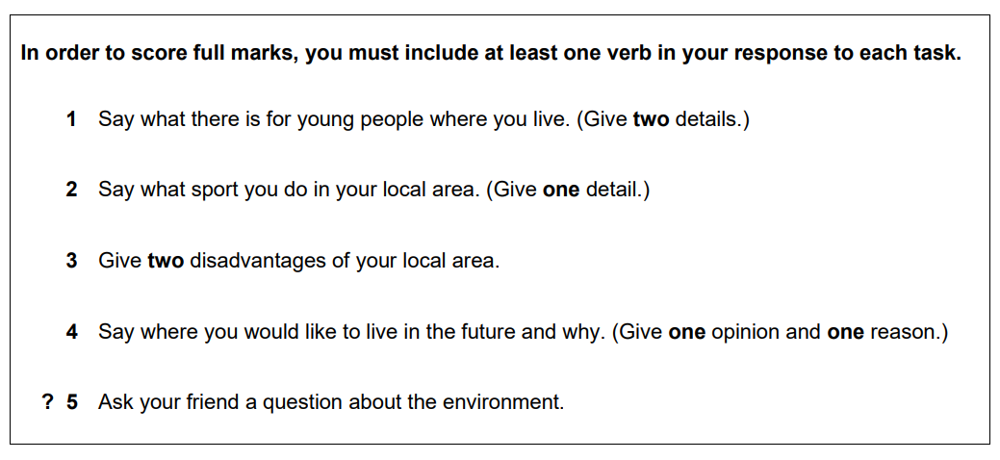 In order to score full marks, you must include at least one verb in your response to each task.
1 Say what there is for young people where you live. (Give two details.)
2 Say what sport you do in your local area. (Give one detail.)
3 Give two disadvantages of your local area.
4 Say where you would like to live in the future and why. (Give one opinion and one reason.)
? 5 Ask your friend a question about the environment.